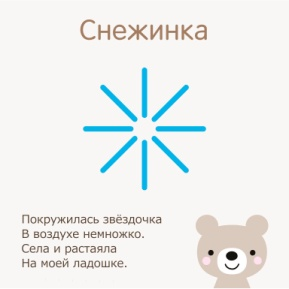 Снежинка
Покружилась звёздочка
В воздухе немножко.
Села и растаяла
На моей ладошке.